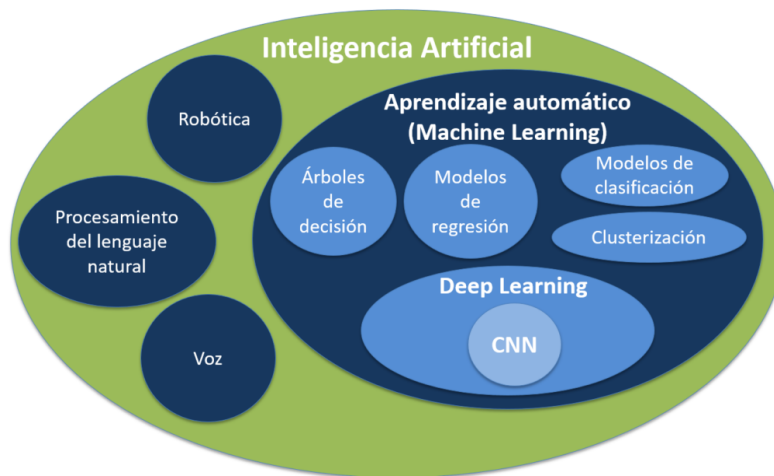 Inteligencia Artificial
Robótica
Aprendizaje automático
(Machine Learning)
Árboles
de
decisión
Modelos
de
regresión
Modelos de
clasificación
Clusterización
Procesamiento
del lenguaje
natural
Deep Learning
CNN
Voz